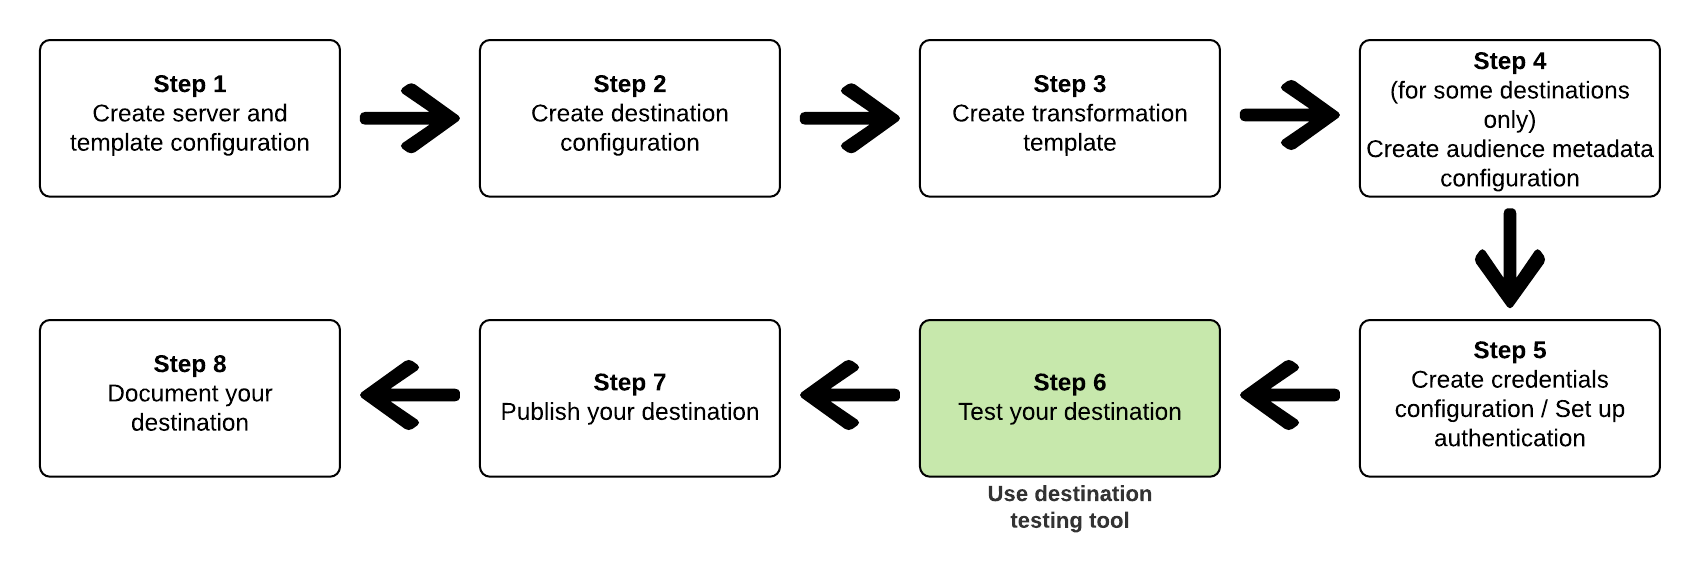 Step 1
Create server and
template configuration
Step 2
Create destination
configuration
Step 3
Create transformation
template
Step 4
(for some destinations
only)
Create audience metadata
configuration
Step 5
Create credentials
configuration / Set up
authentication
Step 6
Test your destination
Use destination
testing tool
Step 7
Publish your destination
Step 8
Document your
destination